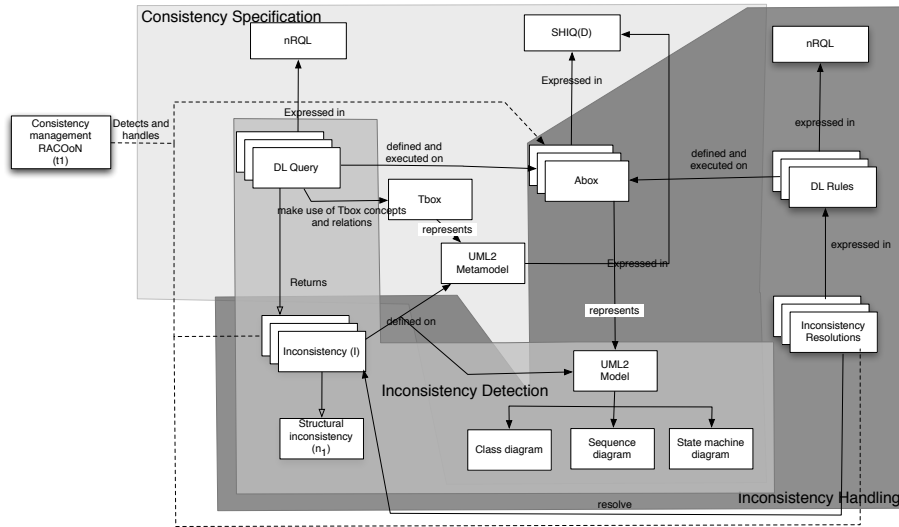 Consistency Specification
nRQL
SHIQ(D)
nRQL
Expressed in
Expressed in
expressed in
Consistency
management
RACOoN
(t1)
Detects and
handles
DL Query
defined and
executed on
Abox
defined and
executed on
DL Rules
Tbox
make use of Tbox concepts
and relations
represents
UML2
Metamodel
Expressed in
expressed in
Returns
represents
defined on
Inconsistency (I)
Inconsistency
Resolutions
UML2
Model
Inconsistency Detection
Structural
inconsistency
(n1)
Class diagram
Sequence
diagram
State machine
diagram
resolve
Inconsistency Handling